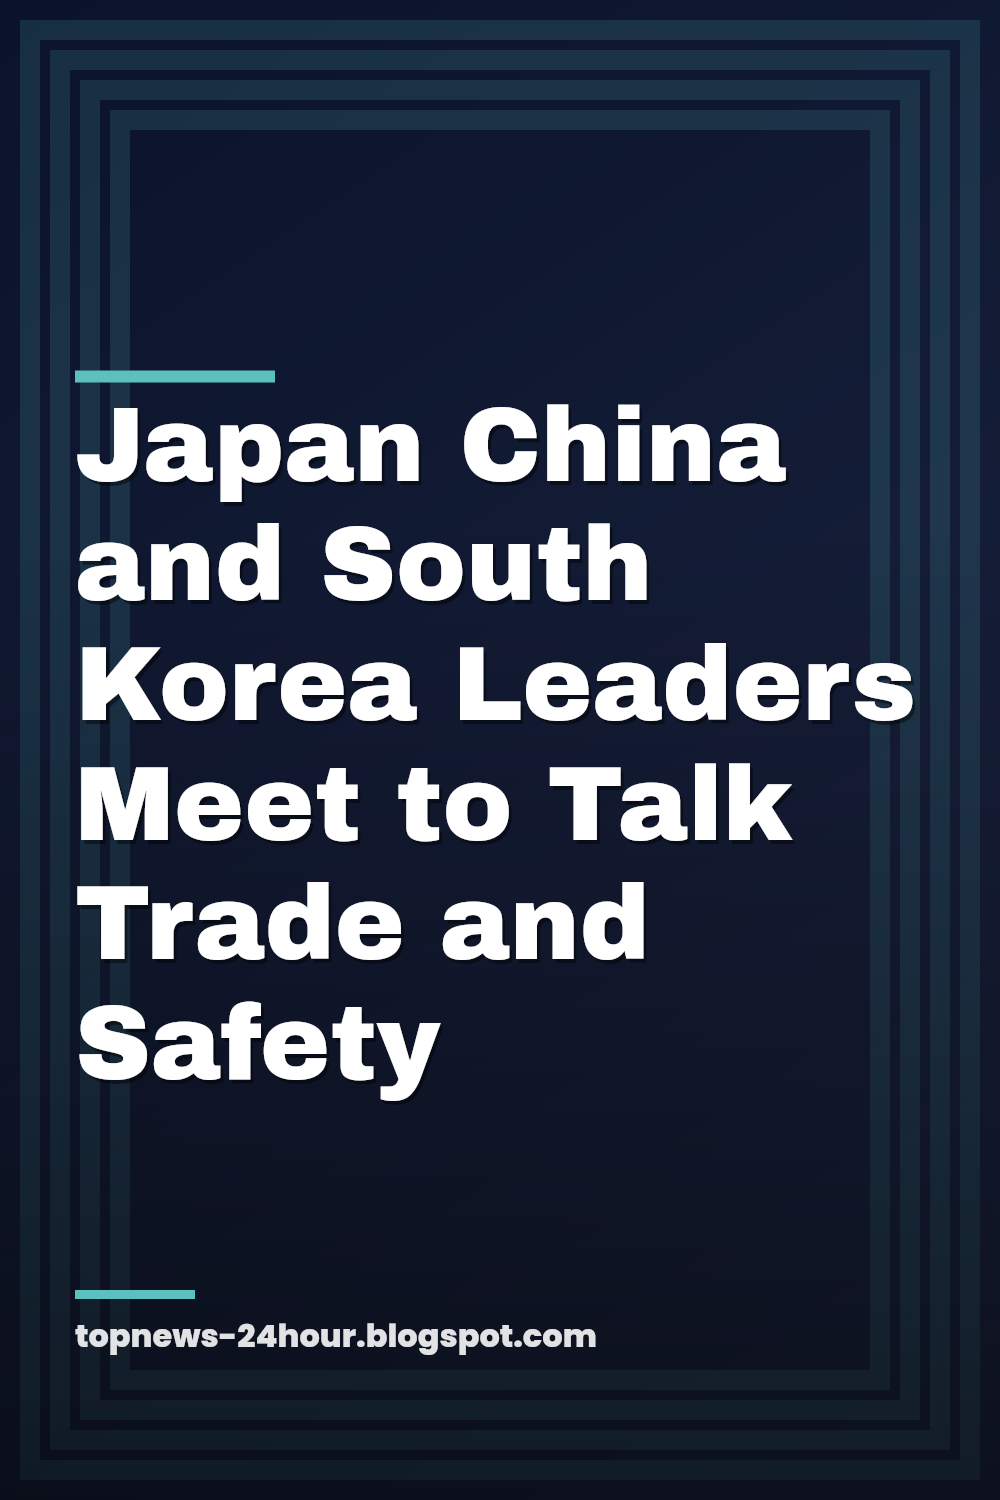 Japan China
and South
Korea Leaders
Meet to Talk
Trade and
Safety
topnews-24hour.blogspot.com